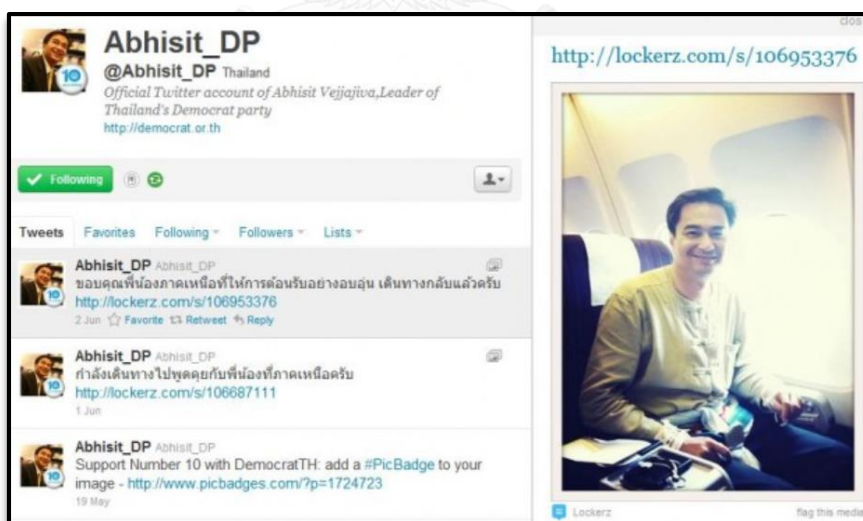 Abhisit_DP
@Abhisit_DP Thailand
Official Twitter account of Abhisit Vejjajiva,Leader of
Thailand's Democrat party
http://democrat.or.th
Following
Tweets Favorites Following Followers Lists
Abhisit_DP Abhisit_DP
ขอบคุณพี่น้องภาคเหนือที่ให้การต้อนรับอย่างอบอุ่น เดินทางกลับแล้วครับ
http://lockerz.com/s/106953376
2 Jun Favorite Retweet Reply
Abhisit_DP Abhisit_DP
กำลังเดินทางไปพูดคุยกับพี่น้องที่ภาคเหนือครับ
http://lockerz.com/s/106687111
1 Jun
Abhisit_DP Abhisit_DP
Support Number 10 with DemocratTH: add a #PicBadge to your
image - http://www.picbadges.com/?p=1724723
19 May
http://lockerz.com/s/106953376
Lockerz flag this media
10
10
10
10